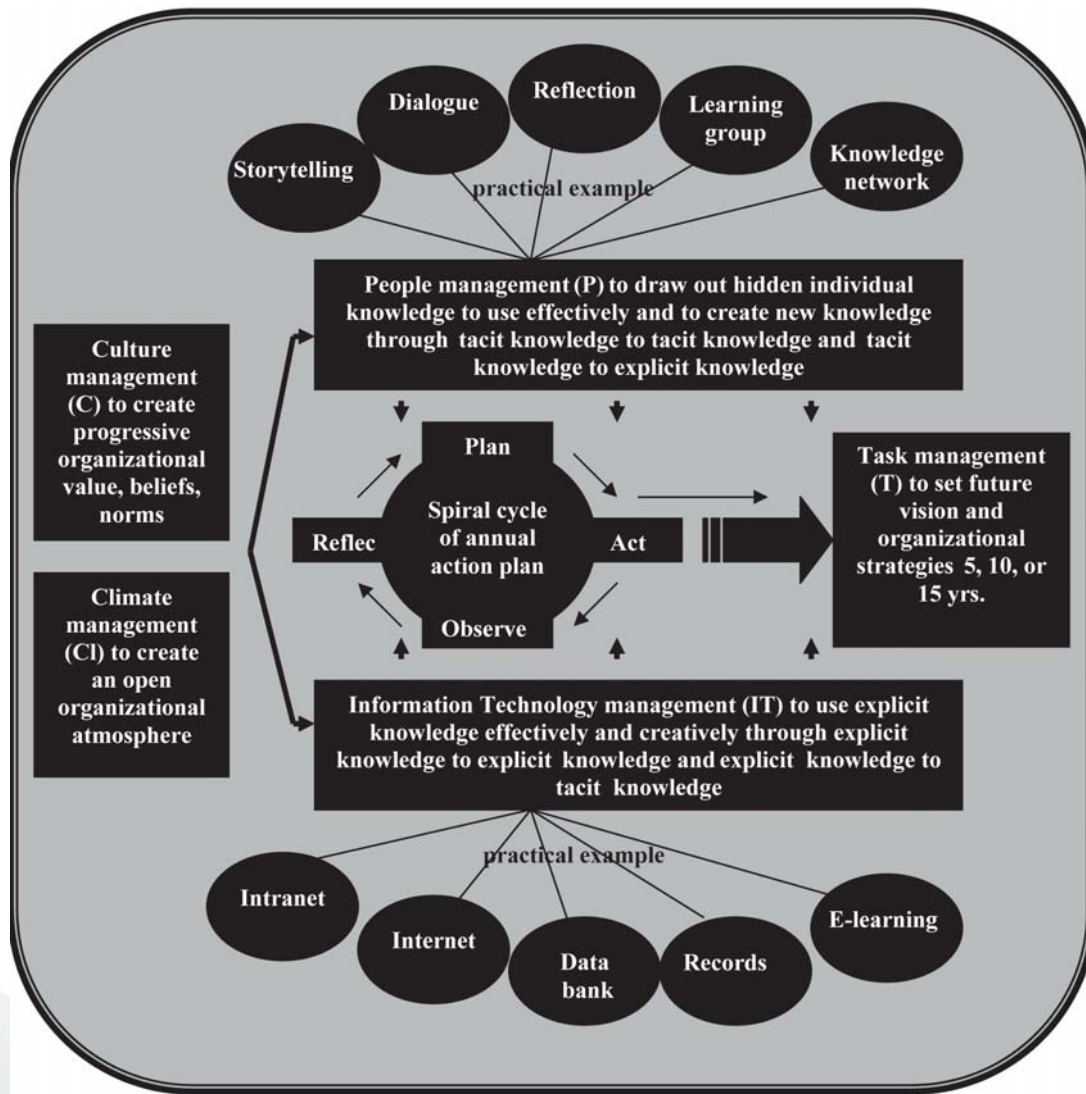 Reflection
Dialogue
Learning
group
Storytelling
Knowledge
network
practical example
People management (P) to draw out hidden individual
knowledge to use effectively and to create new knowledge
through tacit knowledge to tacit knowledge and tacit
knowledge to explicit knowledge
Culture
management
(C) to create
progressive
organizational
value, beliefs,
norms
Climate
management
(Cl) to create
an open
organizational
atmosphere
Plan
Spiral cycle
of annual
action plan
Reflec
Act
Observe
Task management
(T) to set future
vision and
organizational
strategies 5, 10, or
15 yrs.
Information Technology management (IT) to use explicit
knowledge effectively and creatively through explicit
knowledge to explicit knowledge and explicit knowledge to
tacit knowledge
practical example
Intranet
Internet
Data
bank
Records
E-learning